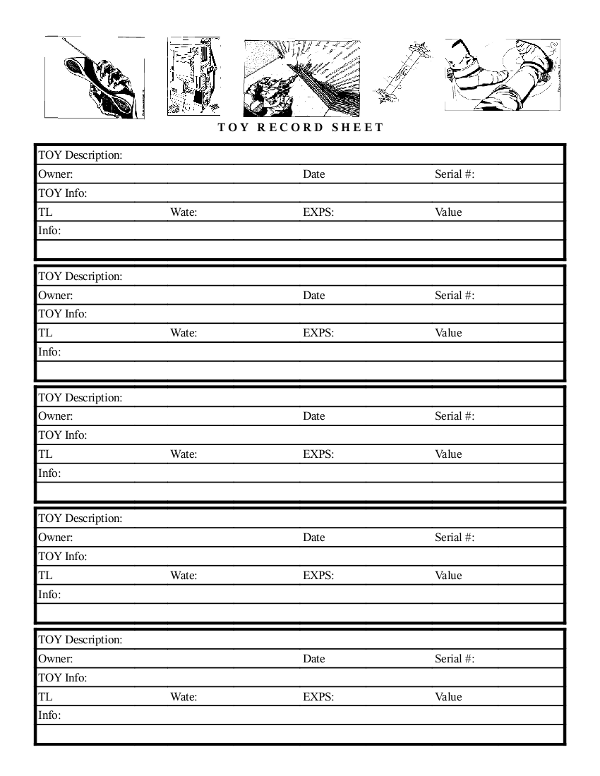 TOY RECORD SHEET
TOY Description:
Owner: Date Serial #:
TOY Info:
TL Wate: EXPS: Value
Info:
TOY Description:
Owner: Date Serial #:
TOY Info:
TL Wate: EXPS: Value
Info:
TOY Description:
Owner: Date Serial #:
TOY Info:
TL Wate: EXPS: Value
Info:
TOY Description:
Owner: Date Serial #:
TOY Info:
TL Wate: EXPS: Value
Info:
TOY Description:
Owner: Date Serial #:
TOY Info:
TL Wate: EXPS: Value
Info: